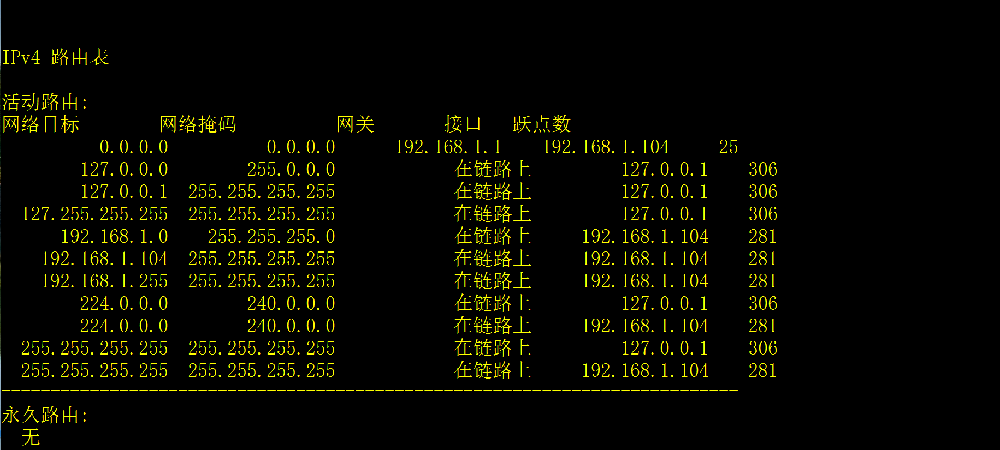 ===========================================================================
IPv4 路由表
===========================================================================
活动路由:
网络目标        网络掩码          网关       接口   跃点数
          0.0.0.0          0.0.0.0      192.168.1.1    192.168.1.104     25
        127.0.0.0        255.0.0.0            在链路上         127.0.0.1    306
        127.0.0.1  255.255.255.255            在链路上         127.0.0.1    306
  127.255.255.255  255.255.255.255            在链路上         127.0.0.1    306
      192.168.1.0    255.255.255.0            在链路上     192.168.1.104    281
    192.168.1.104  255.255.255.255            在链路上     192.168.1.104    281
    192.168.1.255  255.255.255.255            在链路上     192.168.1.104    281
        224.0.0.0        240.0.0.0            在链路上         127.0.0.1    306
        224.0.0.0        240.0.0.0            在链路上     192.168.1.104    281
  255.255.255.255  255.255.255.255            在链路上         127.0.0.1    306
  255.255.255.255  255.255.255.255            在链路上     192.168.1.104    281
===========================================================================
永久路由:
  无